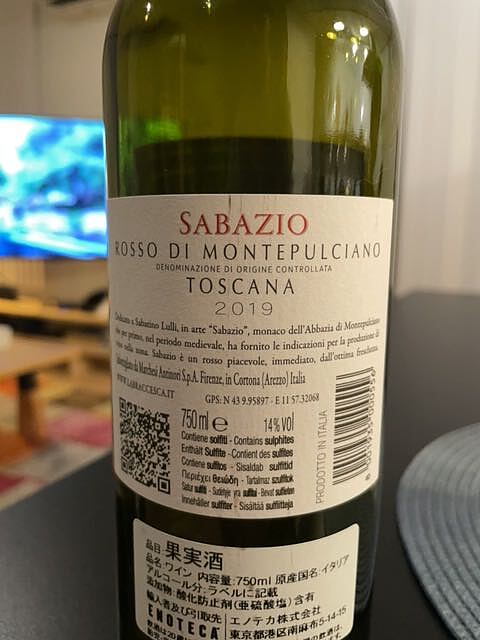 SABAZIO
ROSSO DI MONTEPULCIANO
DENOMINAZIONE DI ORIGINE CONTROLLATA
TOSCANA
2019
Dedicato a Sabatino Lulli, in arte "Sabazio", monaco dell'Abbazia di Montepulciano
che per primo, nel periodo medievale, ha fornito le indicazioni per la produzione di
vino nella zona. Sabazio è un rosso piacevole, immediato, dall'ottima freschezza.
Imbottigliato da Marchesi Antinori S.p.A. Firenze, in Cortona (Arezzo) Italia
WWW.LABRACCESCA.IT
GPS: N 43 9.95897 - E 11 57.32068
750 ml e 14% vol
Contiene solfiti - Contains sulphites
Enthält Sulfite - Contient des sulfites
Contiene sulfitos - Sisaldab sulfitid
Περιέχει θειώδη - Tartalmaz szulfitok
Satur sulfīti - Sudėtyje yra sulfitai - Bevat sulfieten
Innehåller sulfiter - Sisältää sulfiitteja
PRODOTTO IN ITALIA
品目:果実酒
品名:ワイン 内容量:750ml 原産国名:イタリア
アルコール分:ラベルに記載
添加物:酸化防止剤(亜硫酸塩)含有
輸入者及び引取先 エノテカ株式会社
ENOTECA 東京都港区南麻布5-14-15